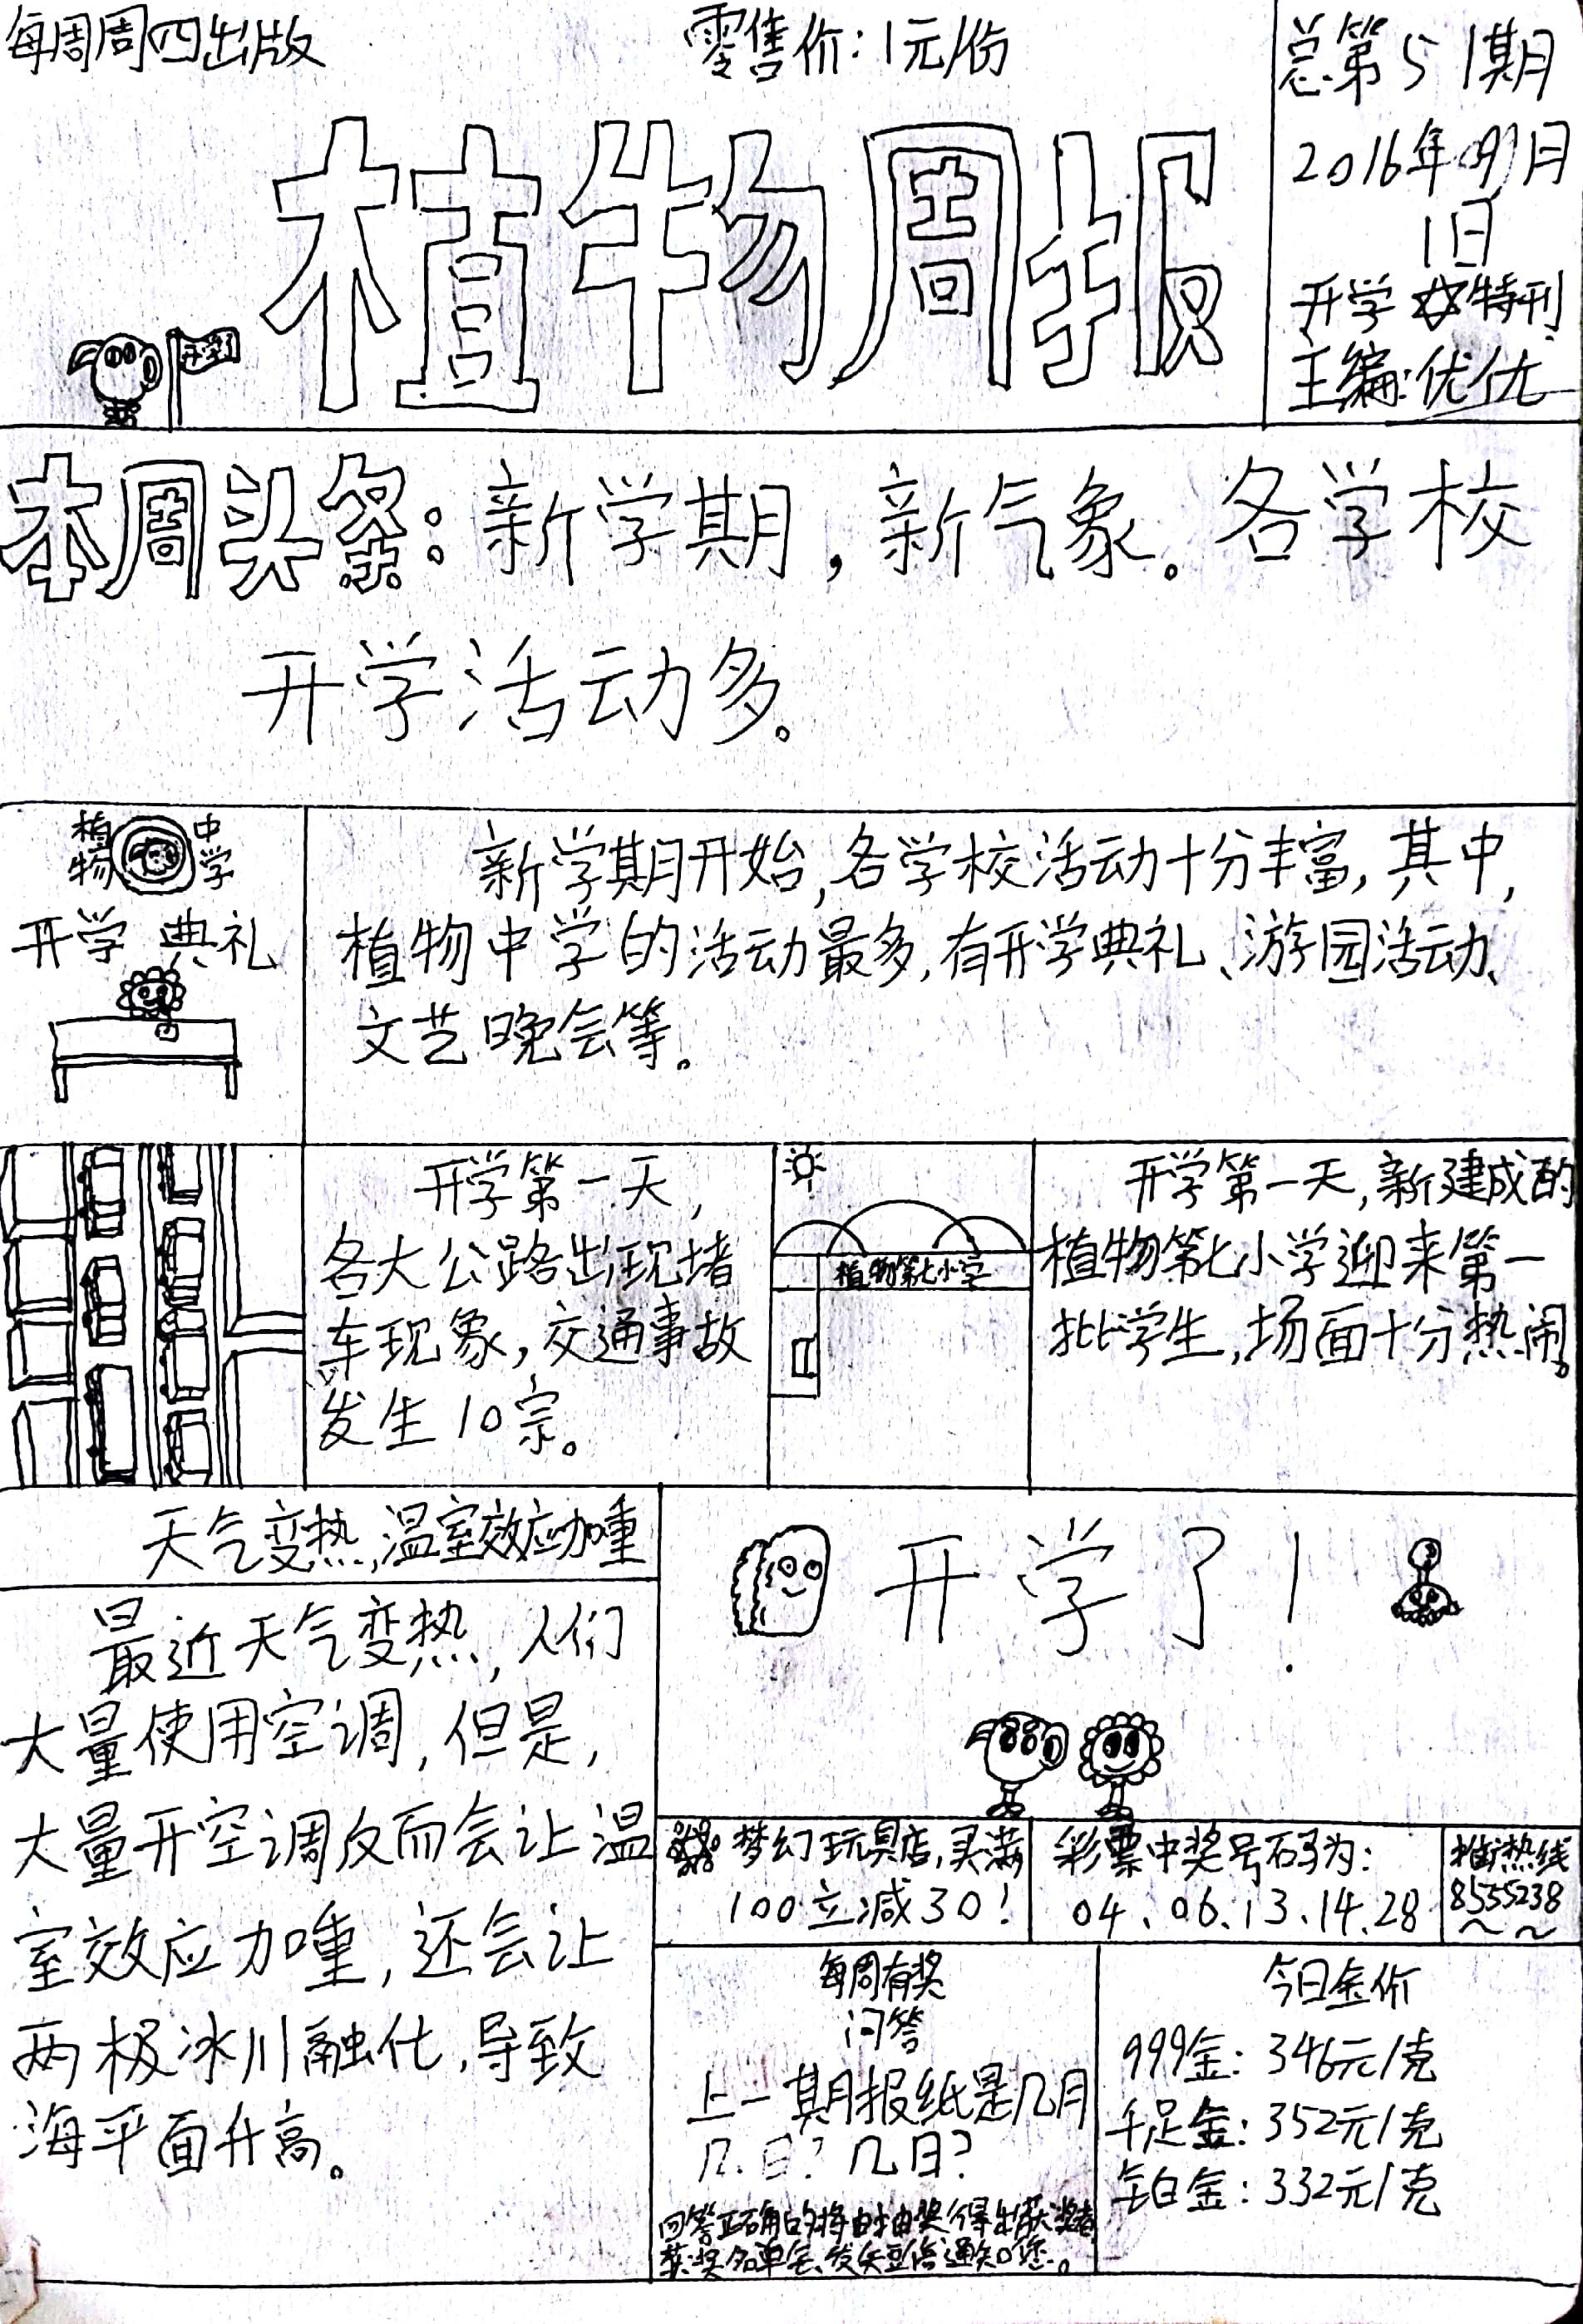 每周周四出版
零售价:1元/份
总第51期
2016年09月
1日
开学特刊
主编:优优
植物周报
开学
本周头条:新学期,新气象。各学校
开学活动多。
植物中学
开学典礼
新学期开始,各学校活动十分丰富,其中,
植物中学的活动最多,有开学典礼、游园活动、
文艺晚会等。
开学第一天,
各大公路出现堵
车现象,交通事故
发生10宗。
植物第七小学
开学第一天,新建成的
植物第七小学迎来第一
批学生,场面十分热闹。
天气变热,温室效应加重
最近天气变热,人们
大量使用空调,但是,
大量开空调反而会让温
室效应加重,还会让
两极冰川融化,导致
海平面升高。
开学了!
梦幻玩具店,买满
100立减30!
彩票中奖号码为:
04、06、13、14、28
推广热线
8555238
每周有奖
问答
上一期报纸是几月
几日?几日?
回答正确的将由抽奖得出获奖者,
获奖名单会发失豆信通知您。
今日金价
999金:346元/克
千足金:352元/克
铂金:332元/克